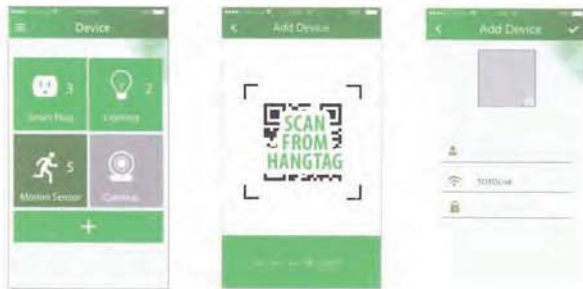 Device
3
2
Smart Plug
Lighting
5
Motion Sensor
Camera
+
Add Device
SCAN
FROM
HANGTAG
Add Device
TOTOLink